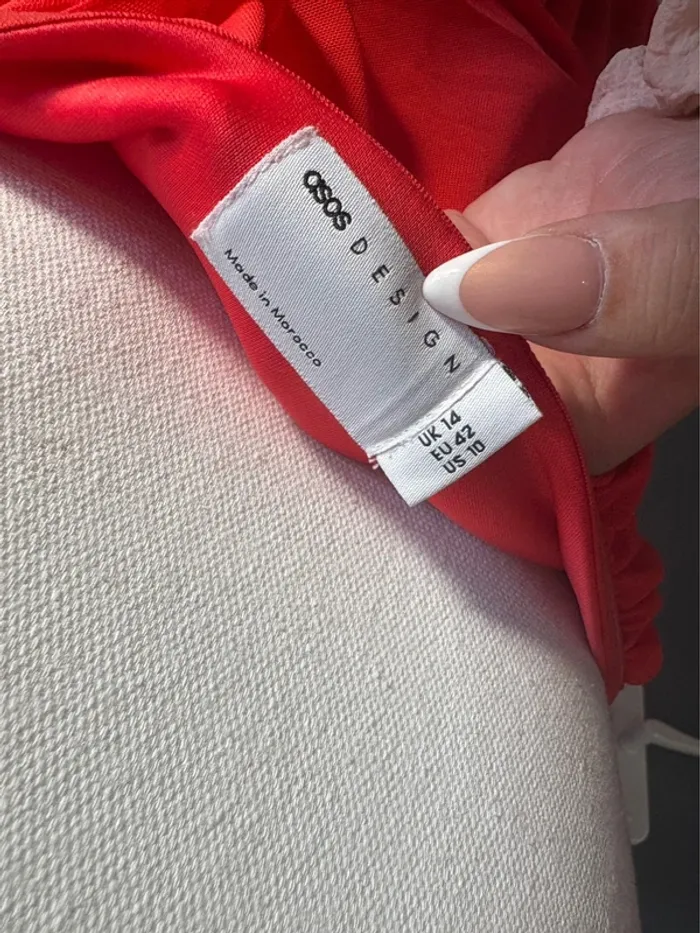 asos DESIGN
Made in Morocco
UK 14
EU 42
US 10